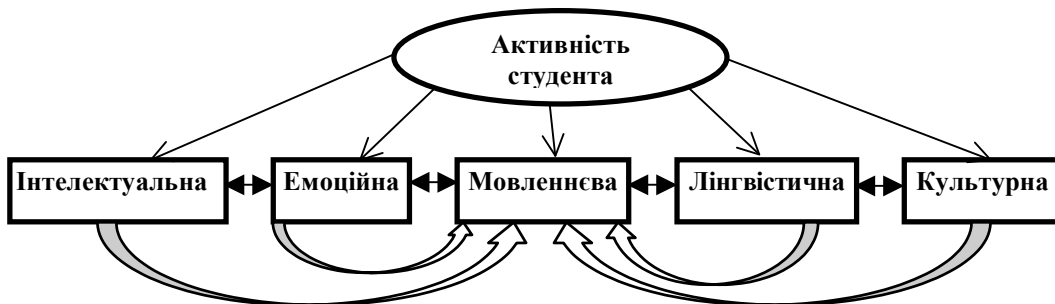 Активність
студента
Інтелектуальна
Емоційна
Мовленнєва
Лінгвістична
Культурна